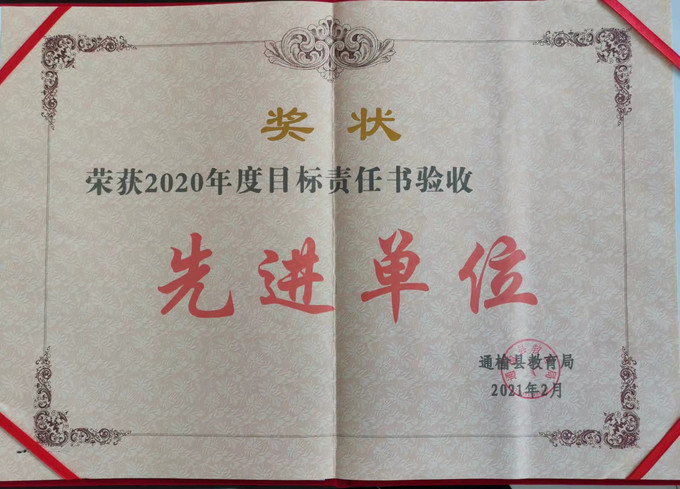 奖状
荣获2020年度目标责任书验收
先进单位
通榆县教育局
2021年2月